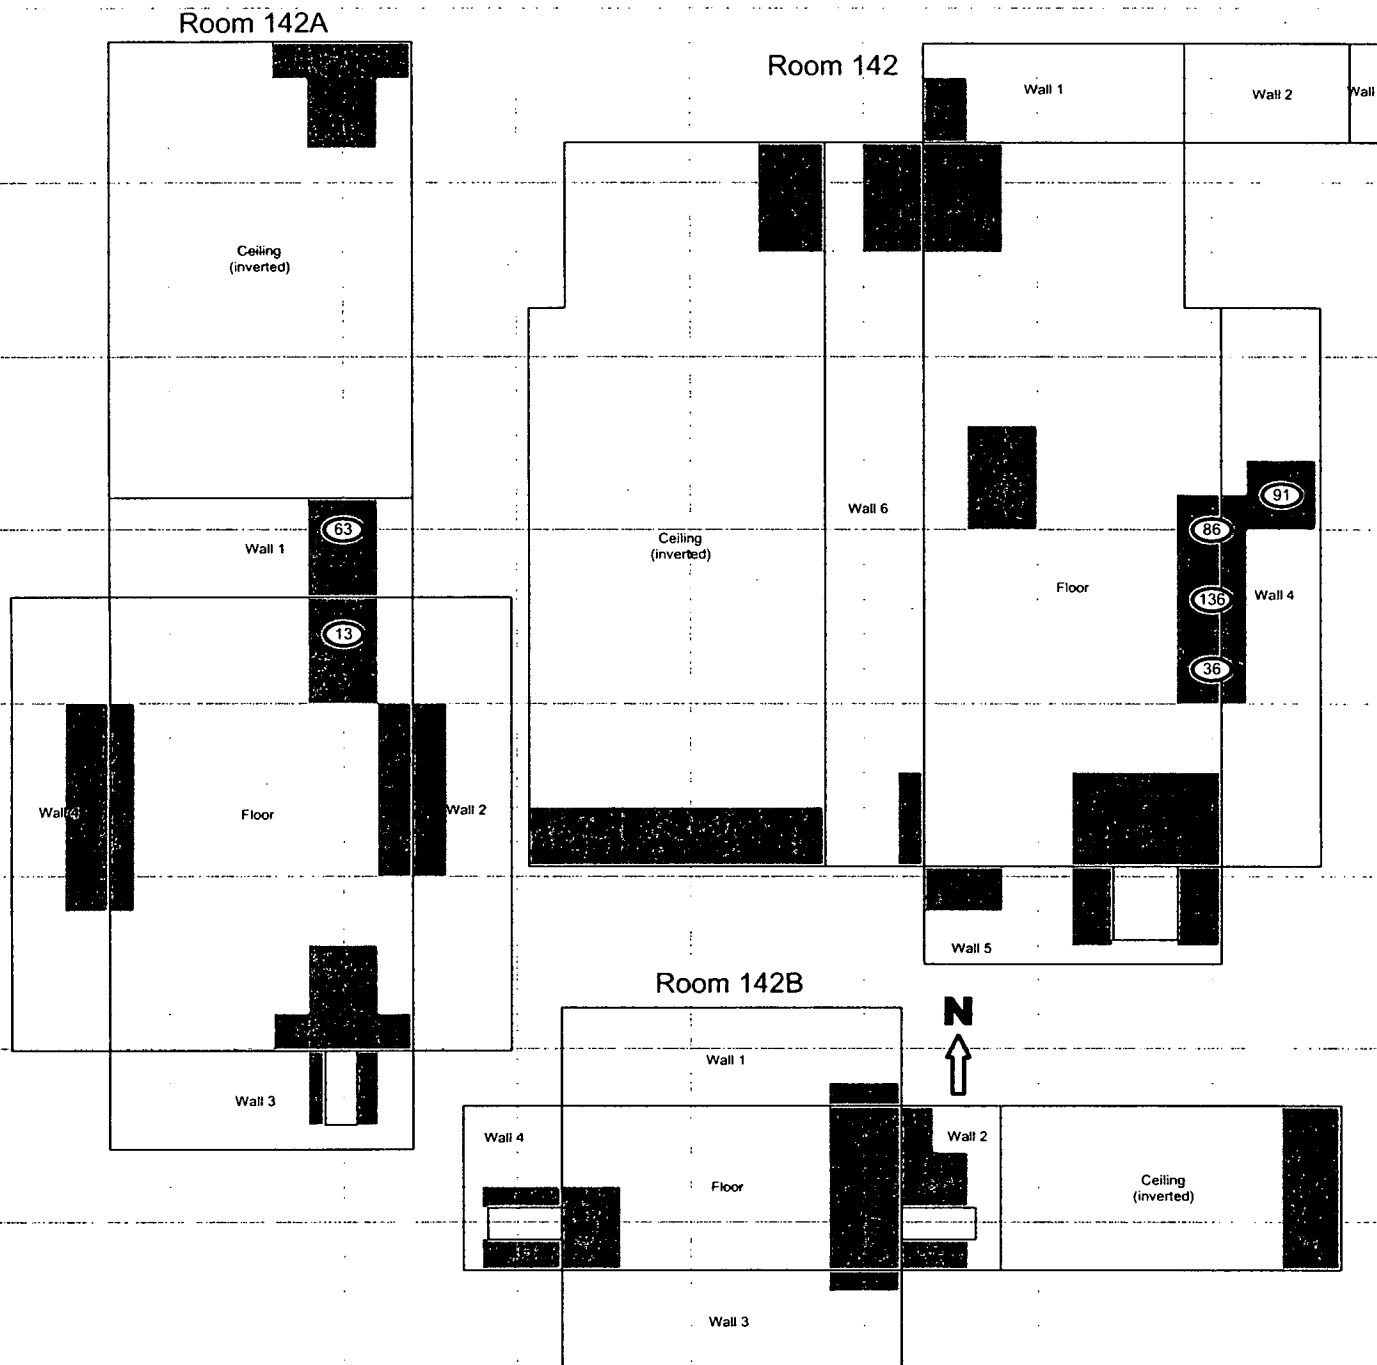 Room 142A
Room 142
Wall 1
Wall 2
Wall
Ceiling
(inverted)
63
Wall 1
13
Wall 4
Floor
Wall 2
Wall 3
Ceiling
(inverted)
Wall 6
91
86
136
36
Floor
Wall 4
Wall 5
Room 142B
N
Wall 1
Wall 4
Wall 2
Floor
Ceiling
(inverted)
Wall 3